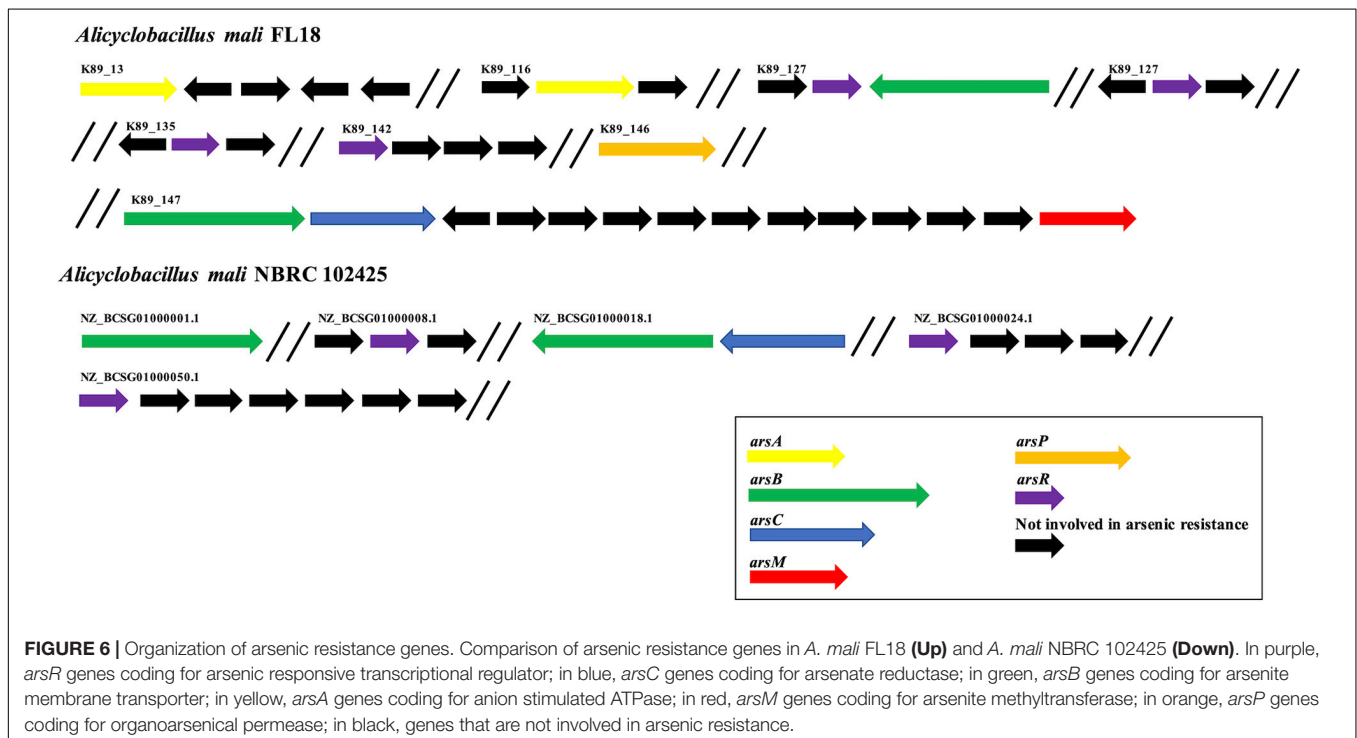 Alicyclobacillus mali FL18
K89_13 K89_116 K89_127 K89_127
K89_135 K89_142 K89_146
K89_147
Alicyclobacillus mali NBRC 102425
NZ_BCSG01000001.1 NZ_BCSG01000008.1 NZ_BCSG01000018.1 NZ_BCSG01000024.1
NZ_BCSG01000050.1
arsA arsP
arsB arsR
arsC Not involved in arsenic resistance
arsM
FIGURE 6 | Organization of arsenic resistance genes. Comparison of arsenic resistance genes in A. mali FL18 (Up) and A. mali NBRC 102425 (Down). In purple,
arsR genes coding for arsenic responsive transcriptional regulator; in blue, arsC genes coding for arsenate reductase; in green, arsB genes coding for arsenite
membrane transporter; in yellow, arsA genes coding for anion stimulated ATPase; in red, arsM genes coding for arsenite methyltransferase; in orange, arsP genes
coding for organoarsenical permease; in black, genes that are not involved in arsenic resistance.